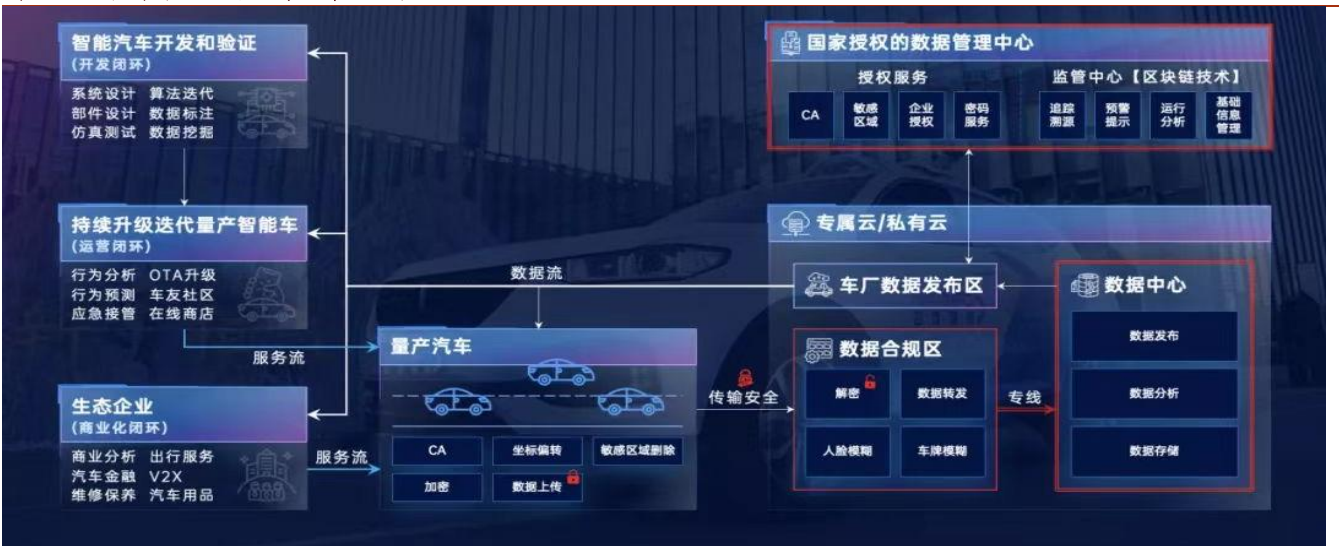 智能汽车开发和验证
(开发闭环)
系统设计 算法迭代
部件设计 数据标注
仿真测试 数据挖掘
持续升级迭代量产智能车
(运营闭环)
行为分析 OTA升级
行为预测 车友社区
应急接管 在线商店
服务流
生态企业
(商业化闭环)
商业分析 出行服务
汽车金融 V2X
维修保养 汽车用品
服务流
数据流
量产汽车
CA
坐标偏转
敏感区域删除
加密
数据上传
传输安全
国家授权的数据管理中心
授权服务
监管中心【区块链技术】
CA
敏感
区域
企业
授权
密码
服务
追踪
溯源
预警
提示
运行
分析
基础
信息
管理
专属云/私有云
车厂数据发布区
数据合规区
解密
数据转发
人脸模糊
车牌模糊
专线
数据中心
数据发布
数据分析
数据存储